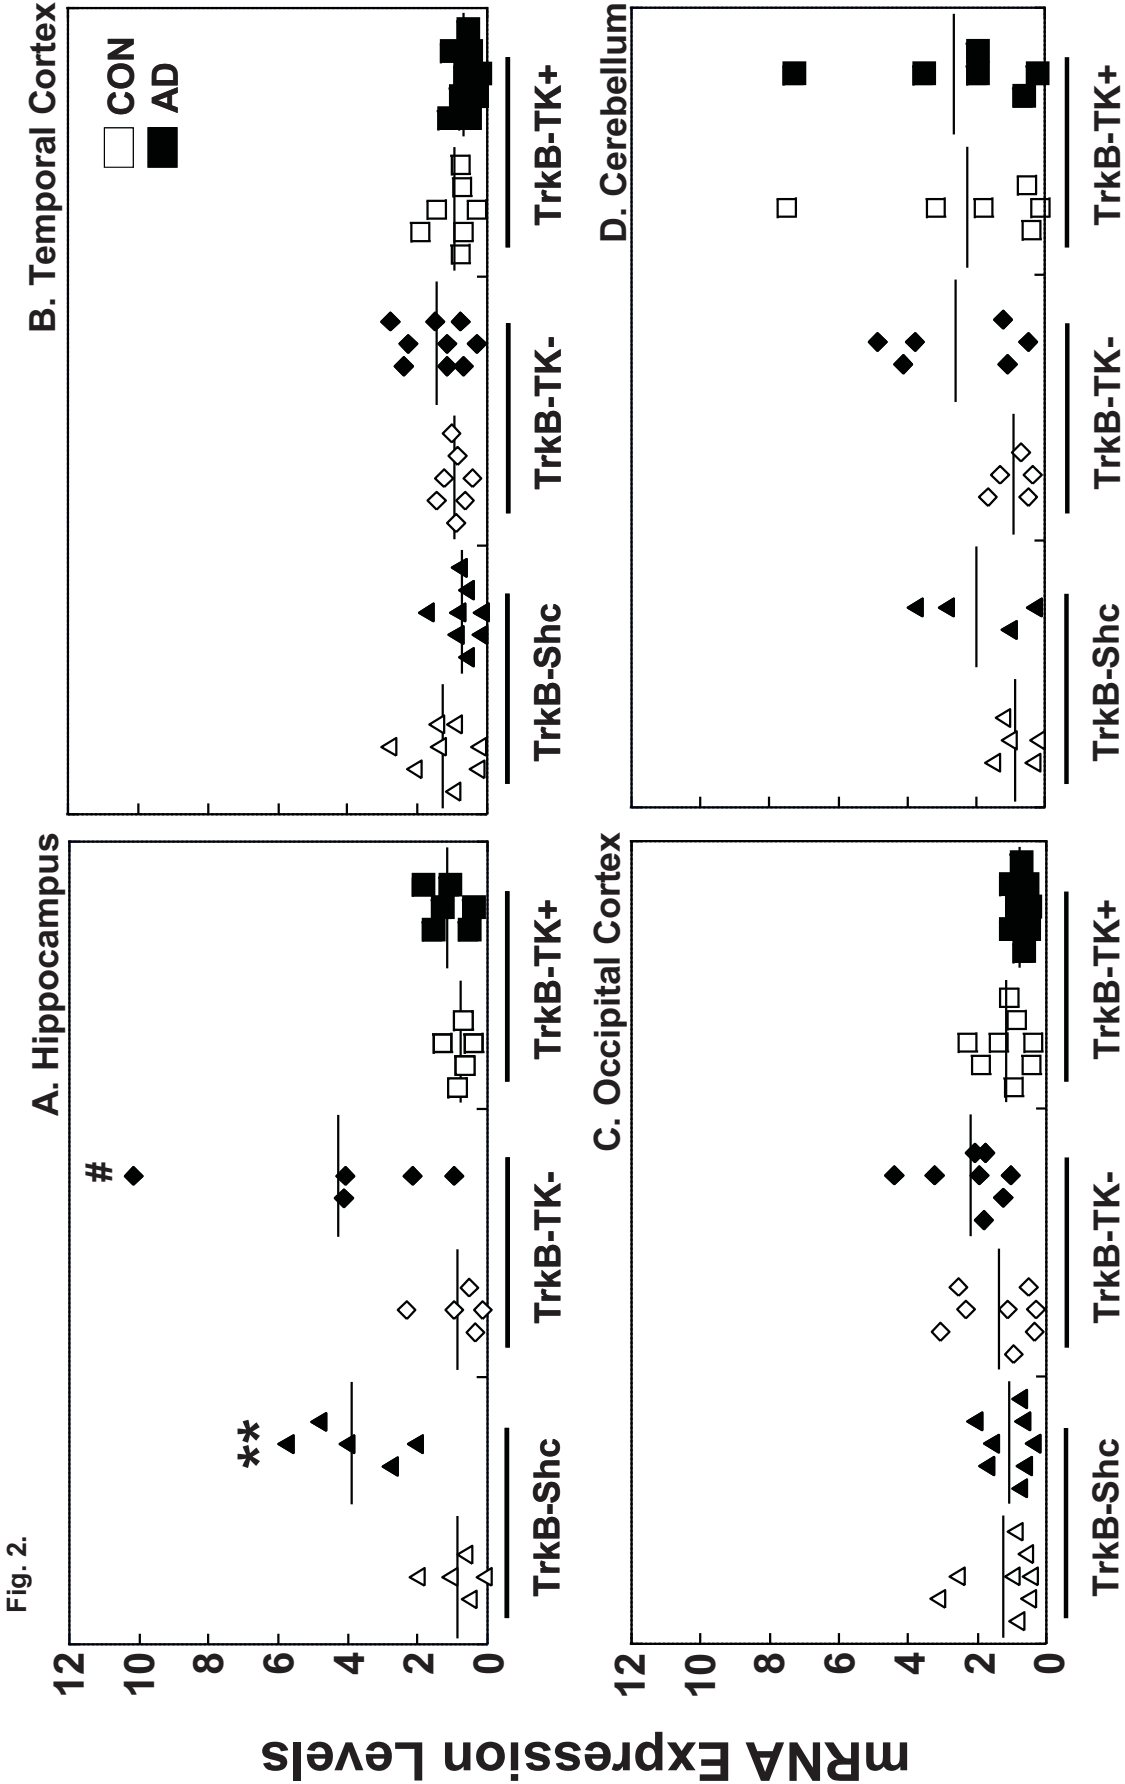 Fig. 2.
A. Hippocampus
B. Temporal Cortex
CON
AD
**
#
12
10
8
6
4
2
0
TrkB-Shc
TrkB-TK-
TrkB-TK+
TrkB-Shc
TrkB-TK-
TrkB-TK+
C. Occipital Cortex
D. Cerebellum
12
10
8
6
4
2
0
TrkB-Shc
TrkB-TK-
TrkB-TK+
TrkB-Shc
TrkB-TK-
TrkB-TK+
mRNA Expression Levels